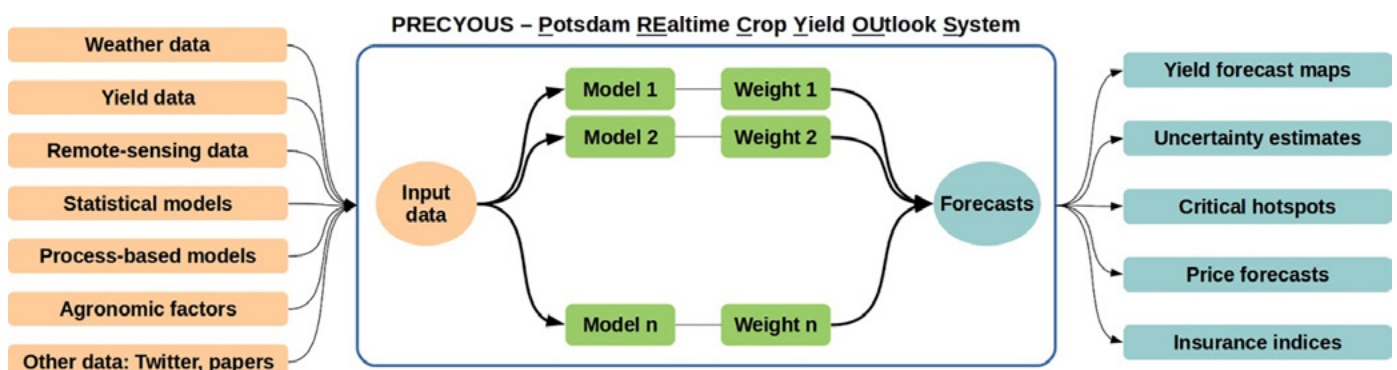 PRECYOUS – Potsdam REaltime Crop Yield OUtlook System
Weather data
Yield data
Remote-sensing data
Statistical models
Process-based models
Agronomic factors
Other data: Twitter, papers
Input
data
Model 1
Weight 1
Model 2
Weight 2
Model n
Weight n
Forecasts
Yield forecast maps
Uncertainty estimates
Critical hotspots
Price forecasts
Insurance indices